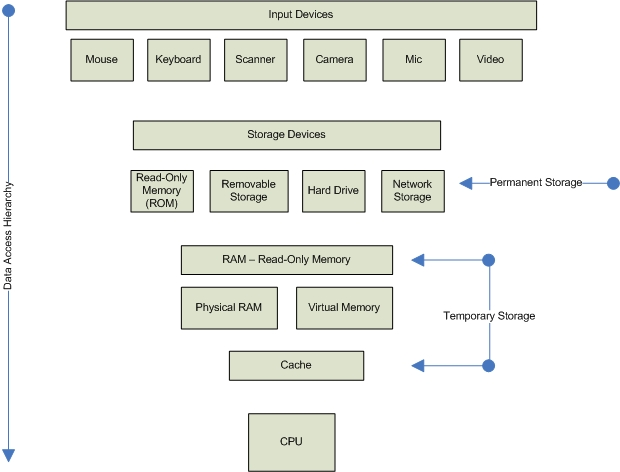 Input Devices
Mouse
Keyboard
Scanner
Camera
Mic
Video
Storage Devices
Read-Only
Memory
(ROM)
Removable
Storage
Hard Drive
Network
Storage
Permanent Storage
Data Access Hierarchy
RAM – Read-Only Memory
Physical RAM
Virtual Memory
Temporary Storage
Cache
CPU